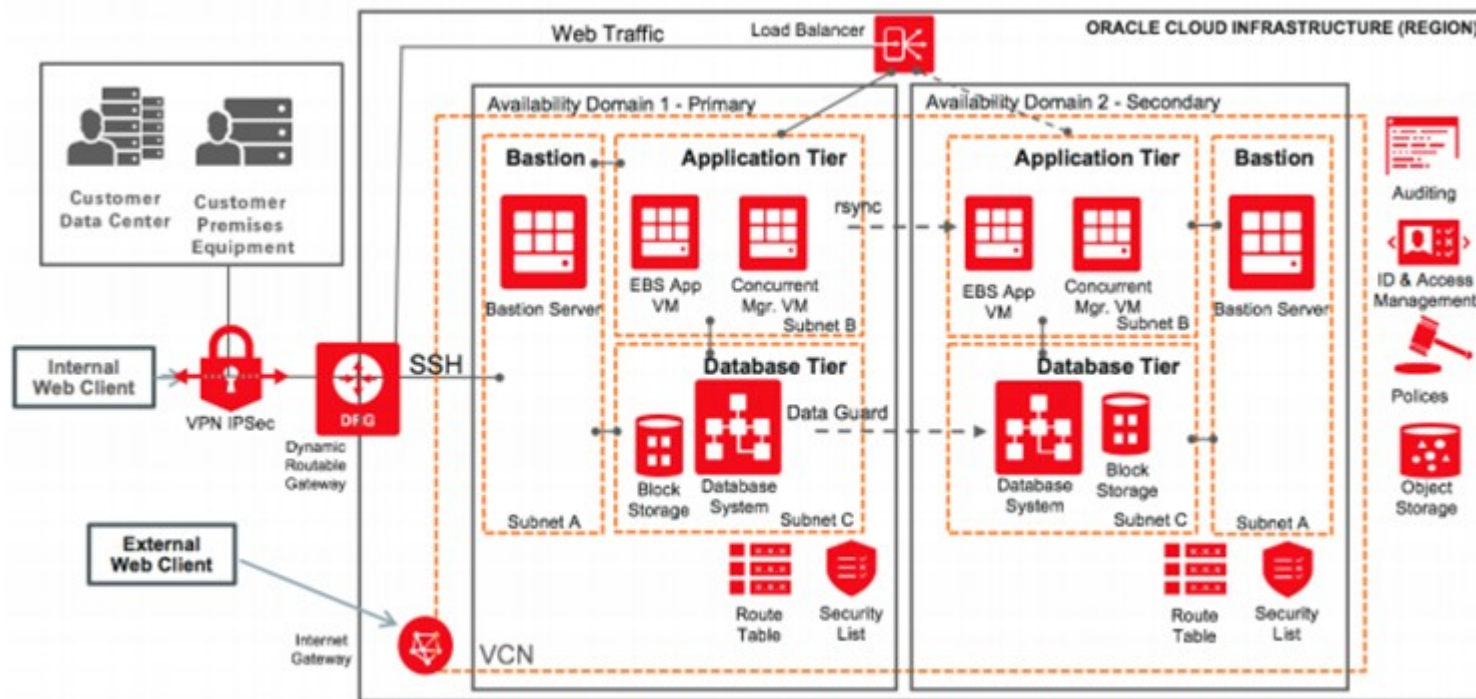 ORACLE CLOUD INFRASTRUCTURE (REGION)
Web Traffic
Load Balancer
Customer
Data Center
Customer
Premises
Equipment
Internal
Web Client
VPN IPSec
DRG
Dynamic
Routable
Gateway
SSH
External
Web Client
Internet
Gateway
VCN
Availability Domain 1 - Primary
Bastion
Bastion Server
Subnet A
Application Tier
EBS App
VM
Concurrent
Mgr. VM
Subnet B
Database Tier
Block
Storage
Database
System
Subnet C
Route
Table
Security
List
rsync
Data Guard
Availability Domain 2 - Secondary
Application Tier
EBS App
VM
Concurrent
Mgr. VM
Subnet B
Bastion
Bastion Server
Subnet A
Database Tier
Database
System
Block
Storage
Subnet C
Route
Table
Security
List
Auditing
ID & Access
Management
Polices
Object
Storage